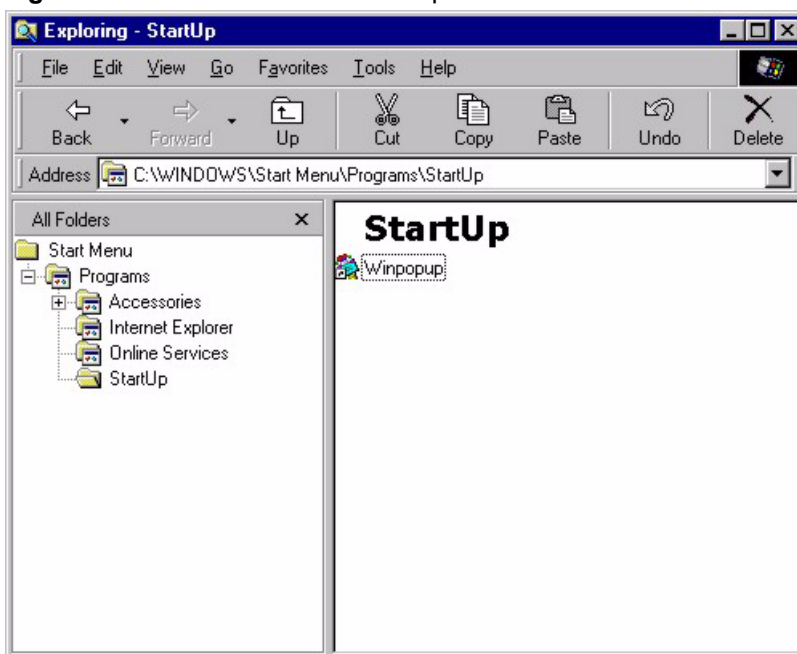 Exploring - StartUp
File Edit View Go Favorites Tools Help
Back Forward Up Cut Copy Paste Undo Delete
Address C:\WINDOWS\Start Menu\Programs\StartUp
All Folders
StartUp
Start Menu
Winpopup
Programs
Accessories
Internet Explorer
Online Services
StartUp